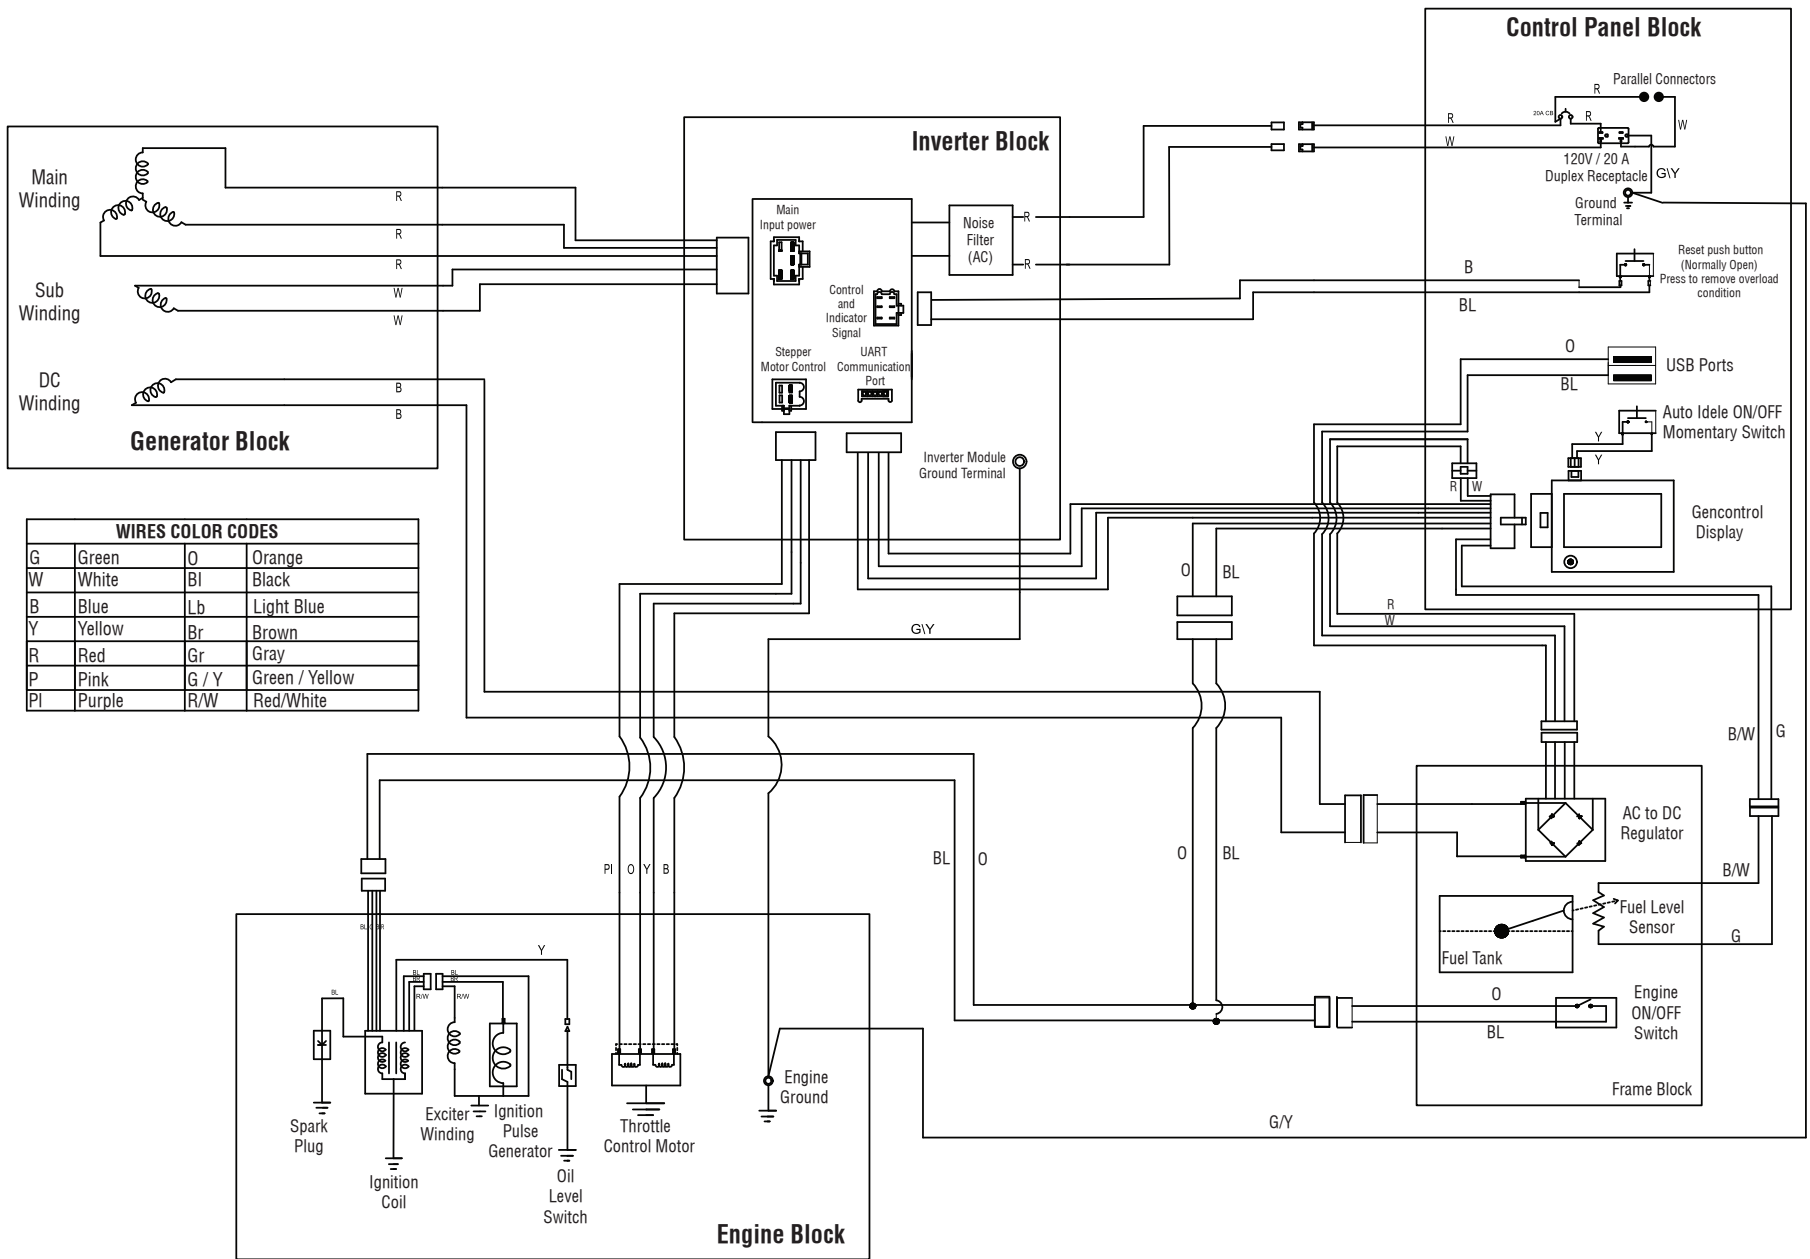 Control Panel Block
Parallel Connectors
R
20A CB
R
W
R
W
120V / 20 A
Duplex Receptacle
G\Y
Ground
Terminal
Reset push button
(Normally Open)
Press to remove overload
condition
B
BL
O
BL
USB Ports
Auto Idele ON/OFF
Momentary Switch
Y
Y
R
W
Gencontrol
Display
R
W
Generator Block
Main
Winding
R
R
R
Sub
Winding
W
W
DC
Winding
B
B
Inverter Block
Main
Input power
Noise
Filter
(AC)
R
R
Control
and
Indicator
Signal
Stepper
Motor Control
UART
Communication
Port
Inverter Module
Ground Terminal
G\Y
O
BL
O
BL
WIRES COLOR CODES
G Green O Orange
W White Bl Black
B Blue Lb Light Blue
Y Yellow Br Brown
R Red Gr Gray
P Pink G / Y Green / Yellow
Pl Purple R/W Red/White
B/W
G
AC to DC
Regulator
B/W
Fuel Level
Sensor
G
Fuel Tank
O
BL
Engine
ON/OFF
Switch
Frame Block
BL
O
Pl
O
Y
B
Y
BL
BL
BR
R/W
BL
BR
R/W
Spark
Plug
Ignition
Coil
Exciter
Winding
Ignition
Pulse
Generator
Oil
Level
Switch
Throttle
Control Motor
Engine
Ground
G/Y
Engine Block